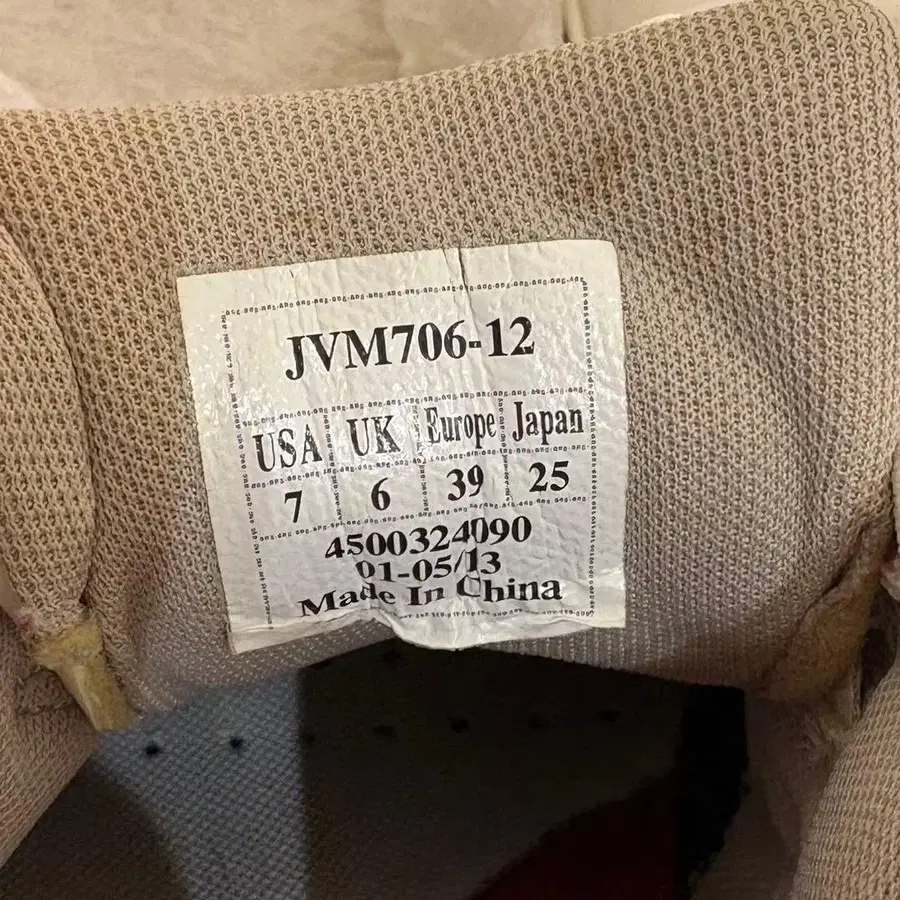 JVM706-12
USA UK Europe Japan
7 6 39 25
4500324090
01-05/13
Made In China